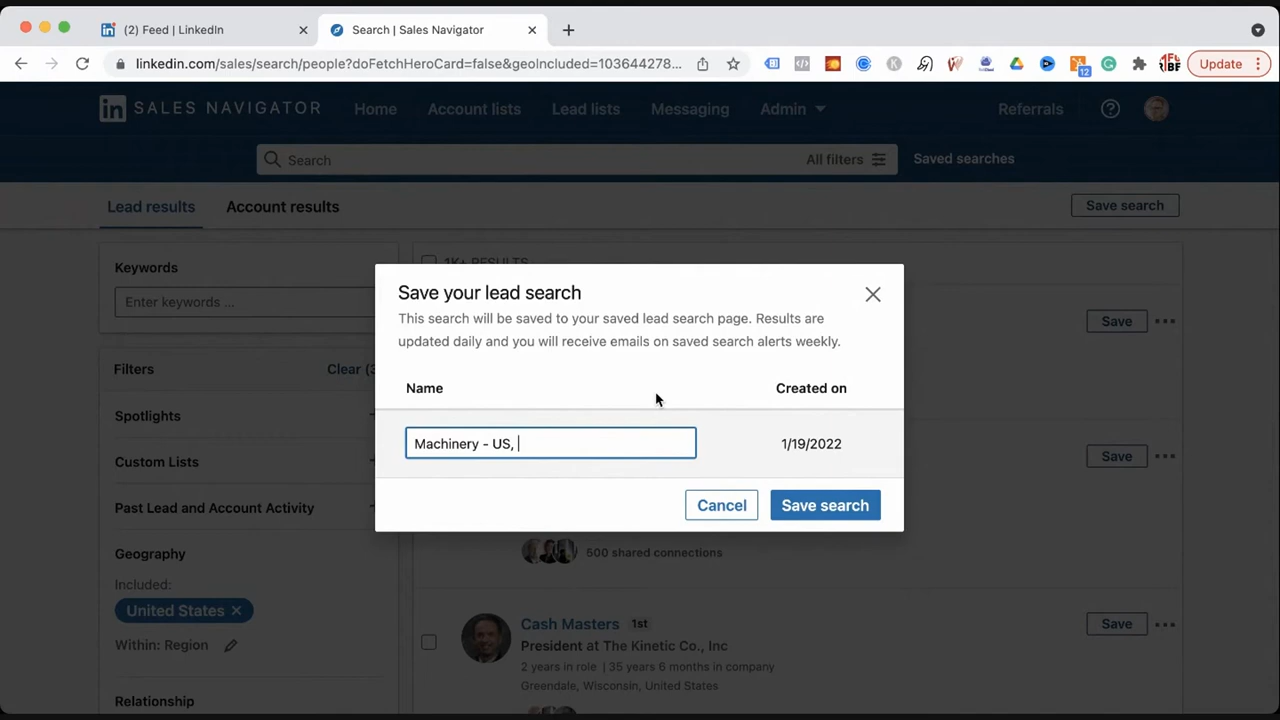 (2) Feed | LinkedIn
Search | Sales Navigator
linkedin.com/sales/search/people?doFetchHeroCard=false&geoIncluded=103644278...
12
Update
in SALES NAVIGATOR
Home
Account lists
Lead lists
Messaging
Admin
Referrals
Search
All filters
Saved searches
Lead results
Account results
Save search
Keywords
Enter keywords ...
1K+ RESULTS
Save
Filters
Clear (3
Spotlights
Custom Lists
Save
Past Lead and Account Activity
Geography
Included:
United States
Within: Region
Relationship
Save your lead search
This search will be saved to your saved lead search page. Results are
updated daily and you will receive emails on saved search alerts weekly.
Name
Created on
Machinery - US,
1/19/2022
Cancel
Save search
500 shared connections
Cash Masters 1st
Save
President at The Kinetic Co., Inc
2 years in role | 35 years 6 months in company
Greendale, Wisconsin, United States